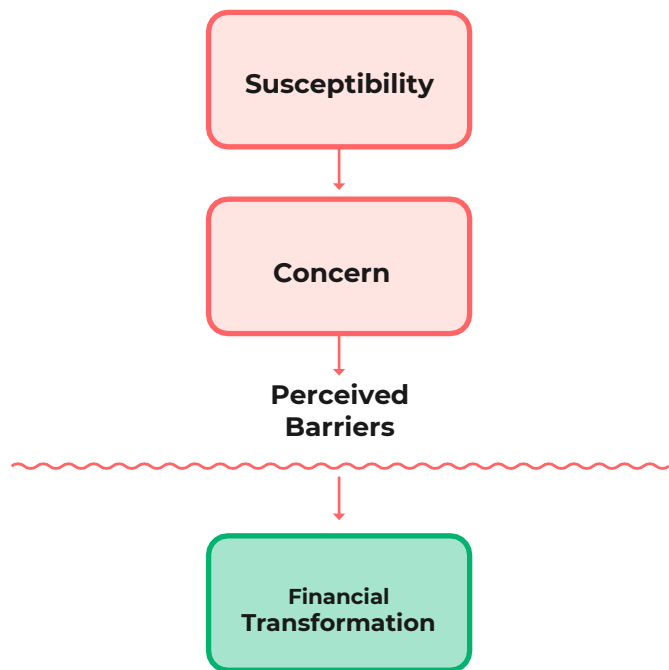 Susceptibility
Concern
Perceived
Barriers
Financial
Transformation